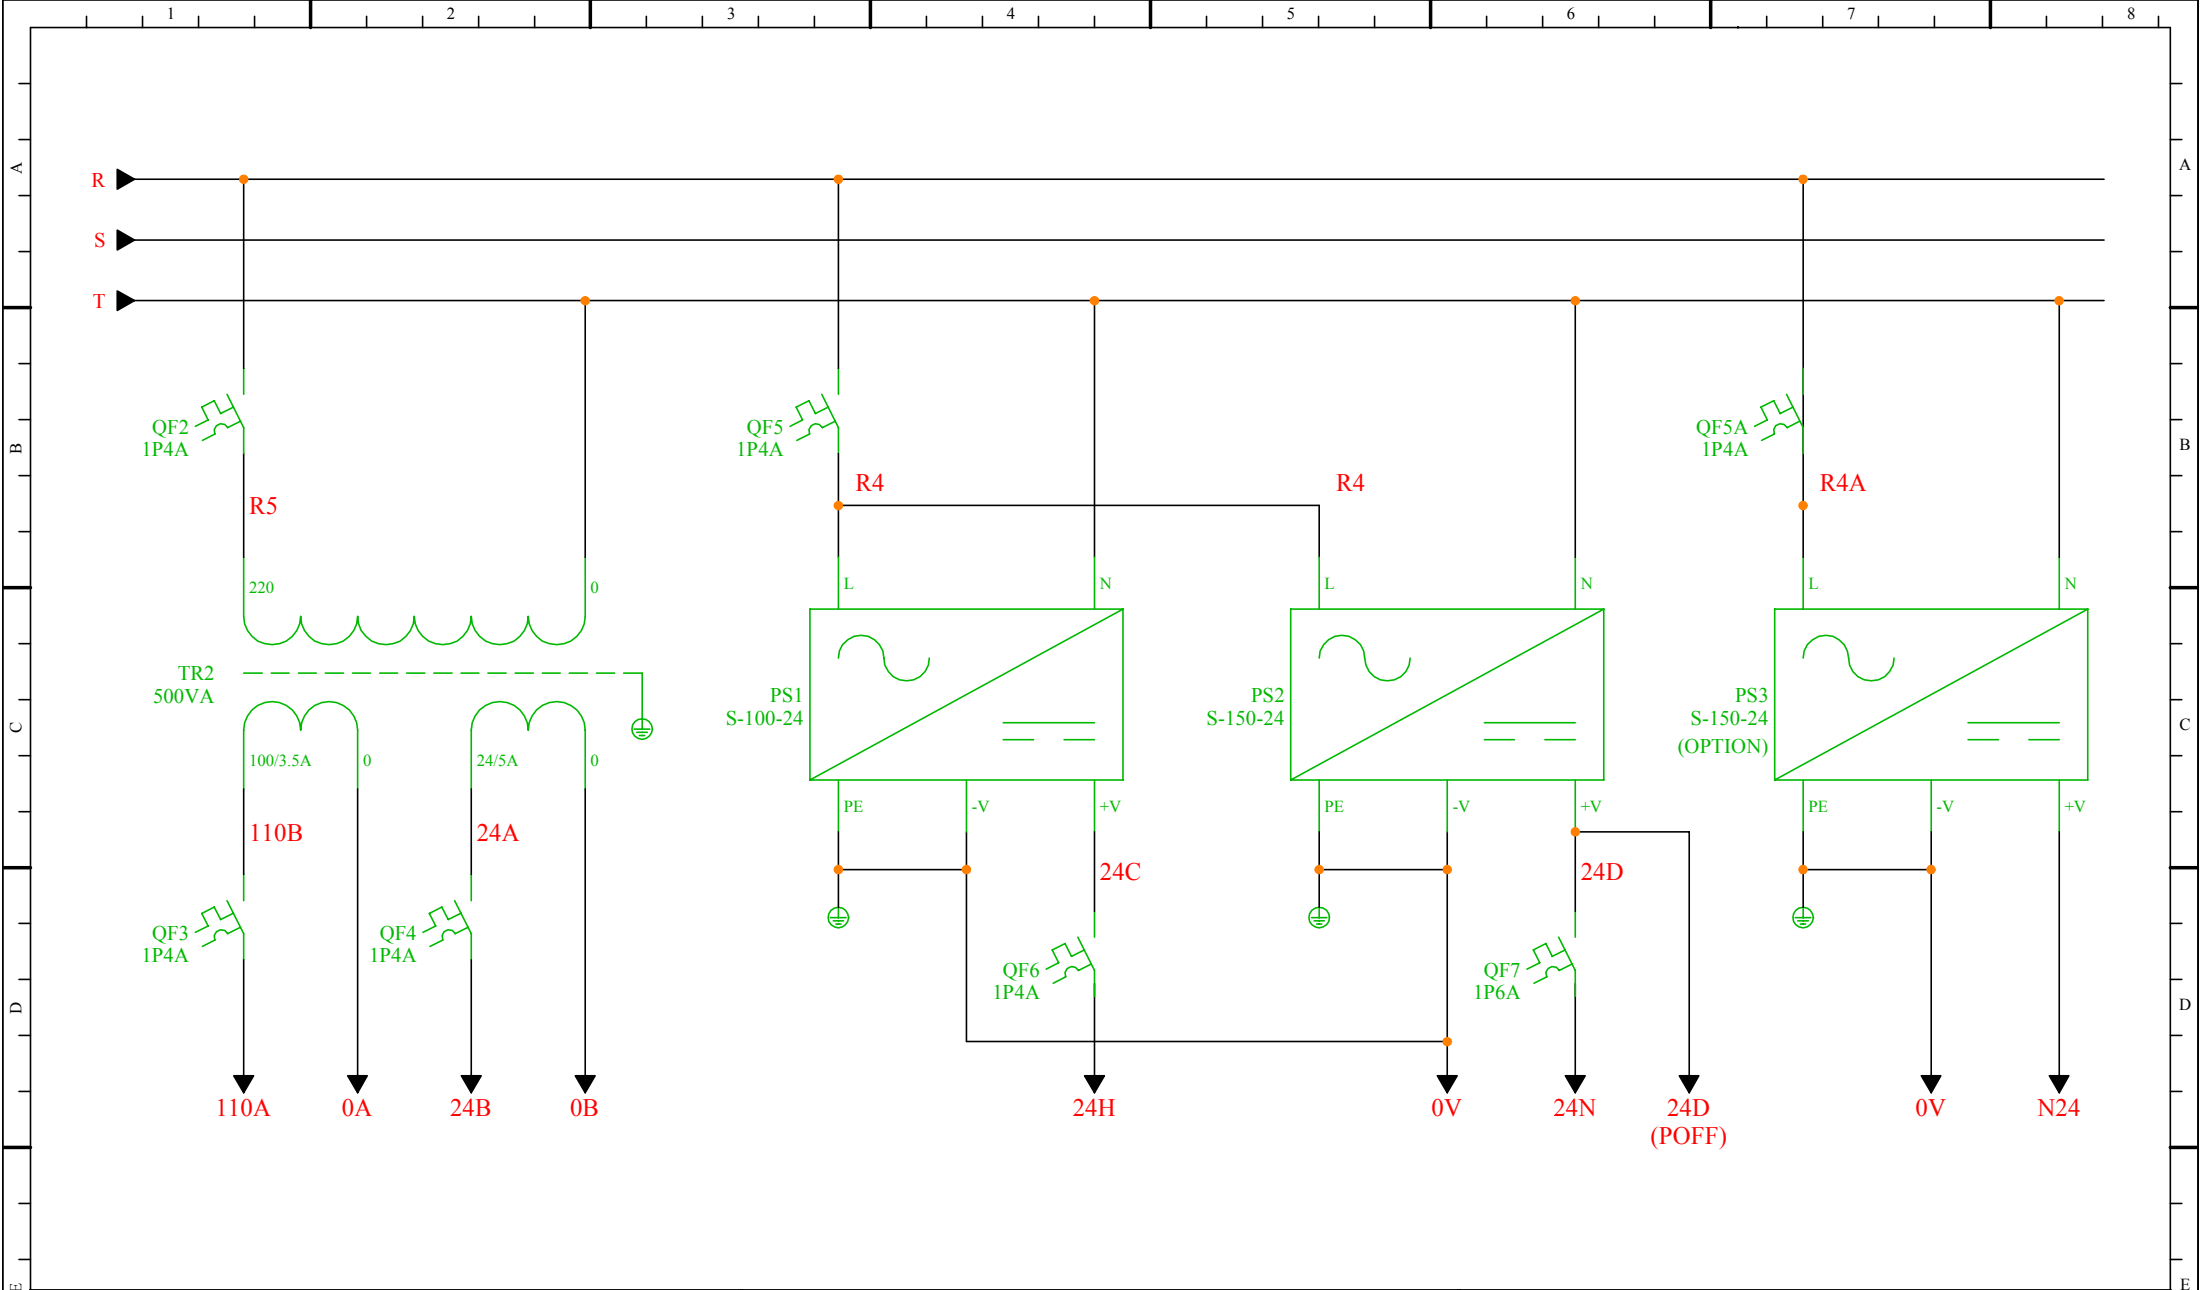 1 2 3 4 5 6 7 8
A A
R
S
T
QF2
1P4A
QF5
1P4A
QF5A
1P4A
B B
R5
R4
R4
R4A
220 0
L N
L N
L N
TR2
500VA
PS1
S-100-24
PS2
S-150-24
PS3
S-150-24
(OPTION)
C C
100/3.5A 0 24/5A 0
PE -V +V
PE -V +V
PE -V +V
110B
24A
24C
24D
QF3
1P4A
QF4
1P4A
QF6
1P4A
QF7
1P6A
D D
110A 0A 24B 0B 24H 0V 24N 24D 0V N24
(POFF)
E E